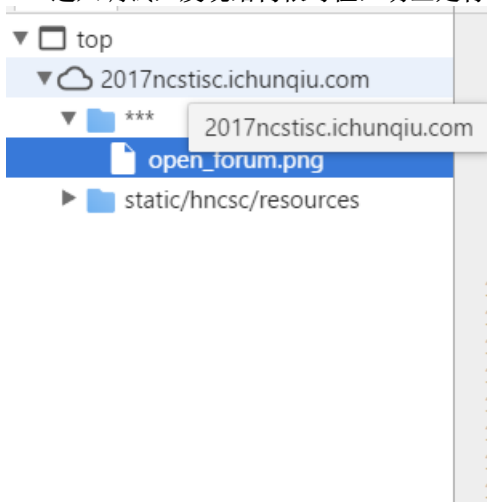 top
2017ncstisc.ichunqiu.com
***
2017ncstisc.ichunqiu.com
open_forum.png
static/hncsc/resources